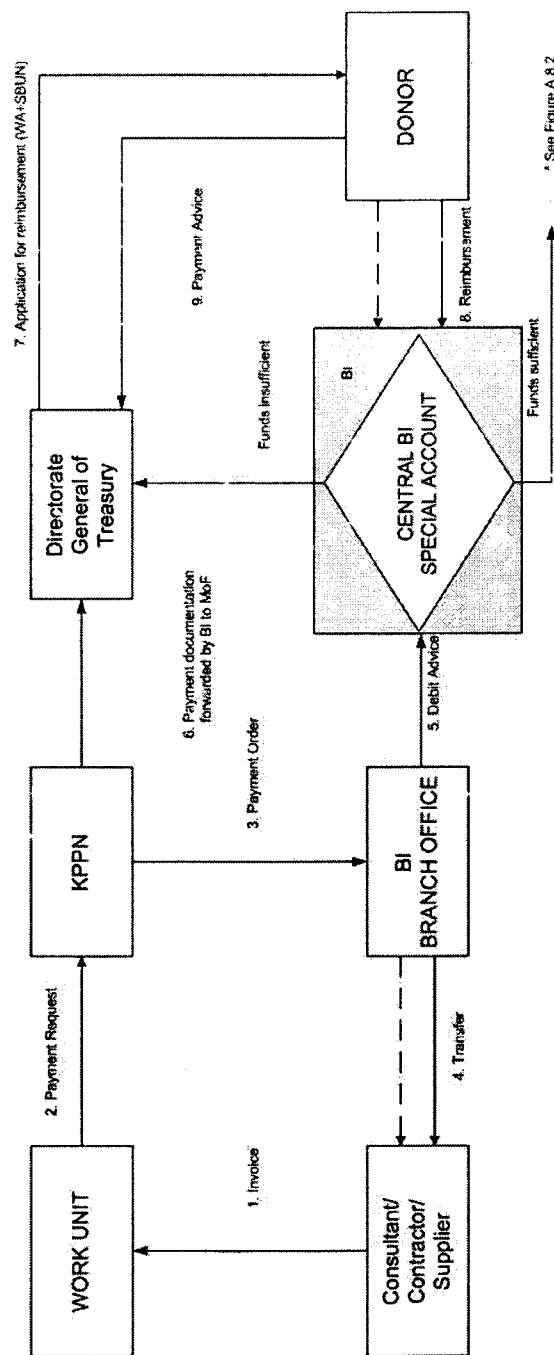 WORK UNIT
2. Payment Request
KPPN
Directorate
General of
Treasury
7. Application for reimbursement (WA+SBUN)
1. Invoice
3. Payment Order
6. Payment documentation
forwarded by BI to MoF
Funds insufficient
9. Payment Advice
Consultant/
Contractor/
Supplier
4. Transfer
BI
BRANCH OFFICE
5. Debit Advice
BI
CENTRAL BI
SPECIAL ACCOUNT
8. Reimbursement
DONOR
Funds sufficient
* See Figure A.8.2